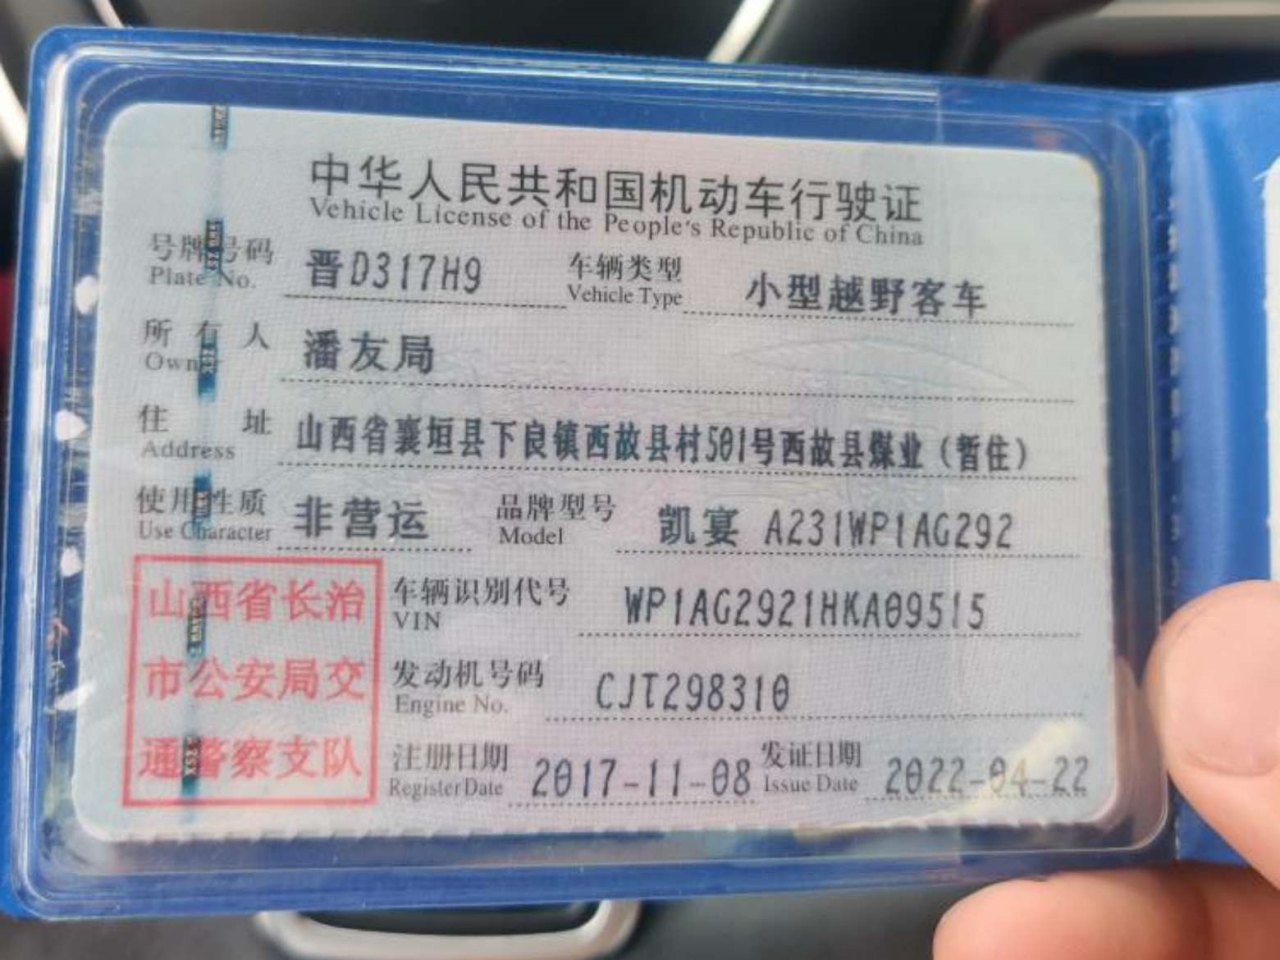 中华人民共和国机动车行驶证
Vehicle License of the People's Republic of China
号牌号码 晋D317H9 车辆类型 小型越野客车
Plate No. Vehicle Type
所有人 潘友局
Owner
住址 山西省襄垣县下良镇西故县村501号西故县煤业（暂住）
Address
使用性质 非营运 品牌型号 凯宴 A231WP1AG292
Use Character Model
山西省长治
市公安局交
通警察支队
车辆识别代号 WP1AG2921HKA09515
VIN
发动机号码 CJT298310
Engine No.
注册日期 2017-11-08 发证日期 2022-04-22
Register Date Issue Date